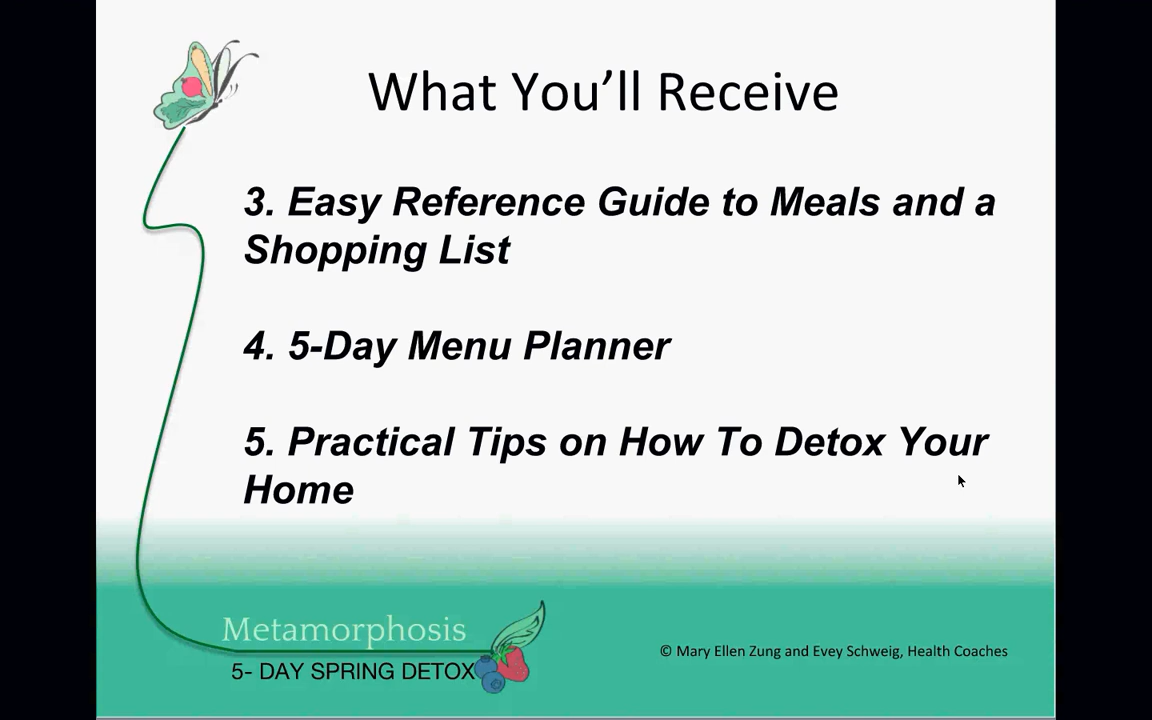 What You’ll Receive
3. Easy Reference Guide to Meals and a
Shopping List
4. 5-Day Menu Planner
5. Practical Tips on How To Detox Your
Home
Metamorphosis
5- DAY SPRING DETOX
© Mary Ellen Zung and Evey Schweig, Health Coaches